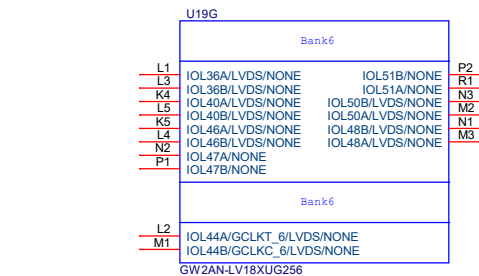 U19G
Bank6
L1 IOL36A/LVDS/NONE IOL51B/NONE P2
L3 IOL36B/LVDS/NONE IOL51A/NONE R1
K4 IOL40A/LVDS/NONE IOL50B/LVDS/NONE N3
L5 IOL40B/LVDS/NONE IOL50A/LVDS/NONE M2
K5 IOL46A/LVDS/NONE IOL48B/LVDS/NONE N1
L4 IOL46B/LVDS/NONE IOL48A/LVDS/NONE M3
N2 IOL47A/NONE
P1 IOL47B/NONE
Bank6
L2 IOL44A/GCLKT_6/LVDS/NONE
M1 IOL44B/GCLKC_6/LVDS/NONE
GW2AN-LV18XUG256